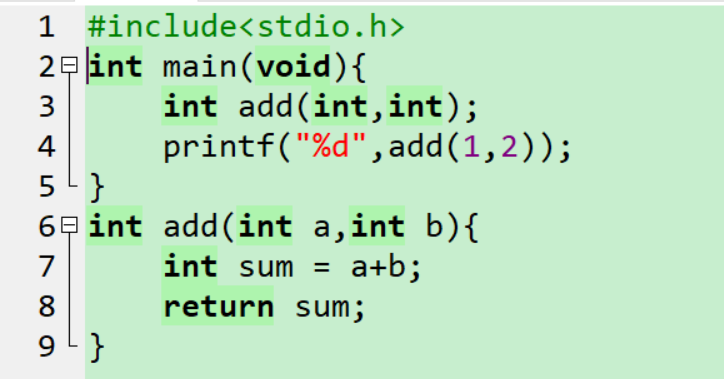 1 #include<stdio.h>
2 int main(void){
3 int add(int,int);
4 printf("%d",add(1,2));
5 }
6 int add(int a,int b){
7 int sum = a+b;
8 return sum;
9 }